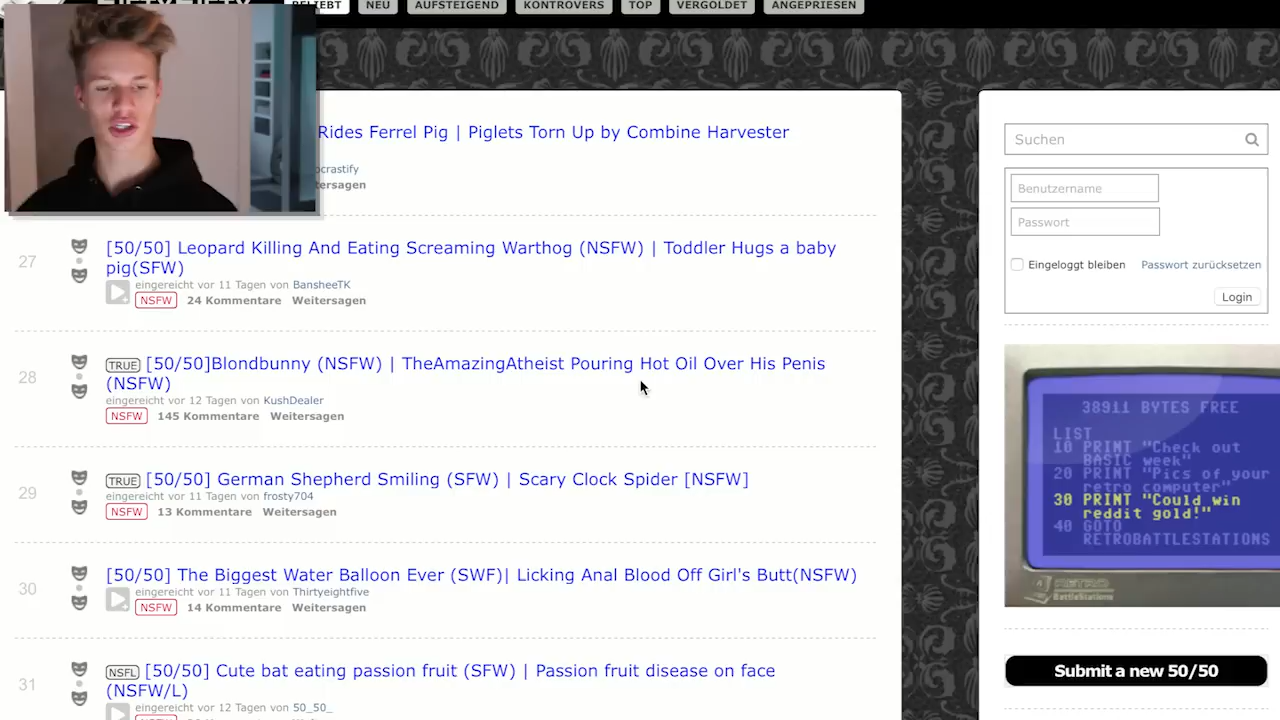 BELIEBT NEU AUFSTEIGEND KONTROVERS TOP VERGOLDET ANGEPRIESEN
Rides Ferrel Pig | Piglets Torn Up by Combine Harvester
ocrastify
tersagen
27
[50/50] Leopard Killing And Eating Screaming Warthog (NSFW) | Toddler Hugs a baby
pig(SFW)
eingereicht vor 11 Tagen von BansheeTK
NSFW 24 Kommentare Weitersagen
28
TRUE [50/50]Blondbunny (NSFW) | TheAmazingAtheist Pouring Hot Oil Over His Penis
(NSFW)
eingereicht vor 12 Tagen von KushDealer
NSFW 145 Kommentare Weitersagen
29
TRUE [50/50] German Shepherd Smiling (SFW) | Scary Clock Spider [NSFW]
eingereicht vor 11 Tagen von frosty704
NSFW 13 Kommentare Weitersagen
30
[50/50] The Biggest Water Balloon Ever (SWF)| Licking Anal Blood Off Girl's Butt(NSFW)
eingereicht vor 11 Tagen von Thirtyeightfive
NSFW 14 Kommentare Weitersagen
31
NSFL [50/50] Cute bat eating passion fruit (SFW) | Passion fruit disease on face
(NSFW/L)
eingereicht vor 12 Tagen von 50_50_
Suchen
Benutzername
Passwort
Eingeloggt bleiben Passwort zurücksetzen
Login
38911 BYTES FREE
LIST
10 PRINT "Check out
BASIC week"
20 PRINT "Pics of your
retro computer"
30 PRINT "Could win
reddit gold!"
40 GOTO
RETROBATTLESTATIONS
Submit a new 50/50